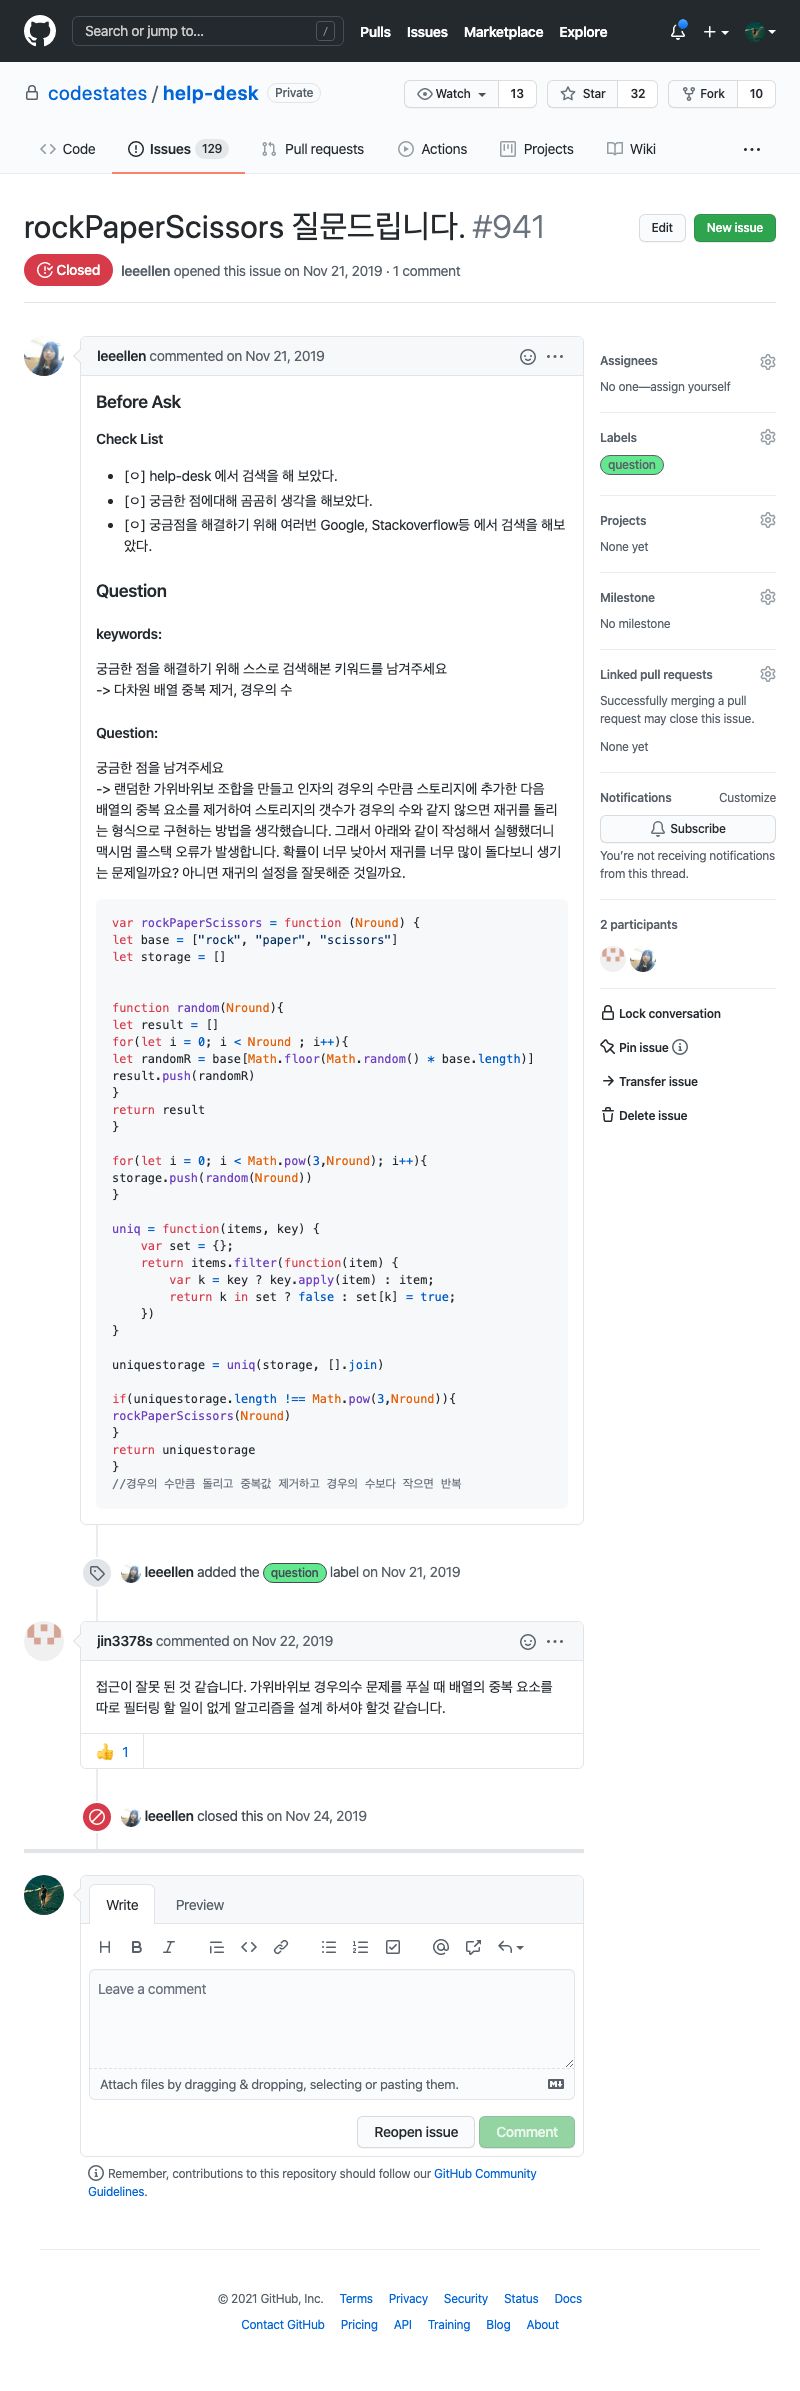 Search or jump to...
/
Pulls
Issues
Marketplace
Explore
codestates / help-desk
Private
Watch
13
Star
32
Fork
10
Code
Issues
129
Pull requests
Actions
Projects
Wiki
rockPaperScissors 질문드립니다. #941
Edit
New issue
Closed
leeellen opened this issue on Nov 21, 2019 · 1 comment
leeellen commented on Nov 21, 2019
Before Ask
Check List
• [ㅇ] help-desk 에서 검색을 해 보았다.
• [ㅇ] 궁금한 점에대해 곰곰히 생각을 해보았다.
• [ㅇ] 궁금점을 해결하기 위해 여러번 Google, Stackoverflow등 에서 검색을 해보
았다.
Question
keywords:
궁금한 점을 해결하기 위해 스스로 검색해본 키워드를 남겨주세요
-> 다차원 배열 중복 제거, 경우의 수
Question:
궁금한 점을 남겨주세요
-> 랜덤한 가위바위보 조합을 만들고 인자의 경우의 수만큼 스토리지에 추가한 다음
배열의 중복 요소를 제거하여 스토리지의 갯수가 경우의 수와 같지 않으면 재귀를 돌리
는 형식으로 구현하는 방법을 생각했습니다. 그래서 아래와 같이 작성해서 실행했더니
맥시멈 콜스택 오류가 발생합니다. 확률이 너무 낮아서 재귀를 너무 많이 돌다보니 생기
는 문제일까요? 아니면 재귀의 설정을 잘못해준 것일까요.
var rockPaperScissors = function (Nround) {
let base = ["rock", "paper", "scissors"]
let storage = []
function random(Nround){
let result = []
for(let i = 0; i < Nround ; i++){
let randomR = base[Math.floor(Math.random() * base.length)]
result.push(randomR)
}
return result
}
for(let i = 0; i < Math.pow(3,Nround); i++){
storage.push(random(Nround))
}
uniq = function(items, key) {
    var set = {};
    return items.filter(function(item) {
        var k = key ? key.apply(item) : item;
        return k in set ? false : set[k] = true;
    })
}
uniquestorage = uniq(storage, [].join)
if(uniquestorage.length !== Math.pow(3,Nround)){
rockPaperScissors(Nround)
}
return uniquestorage
}
//경우의 수만큼 돌리고 중복값 제거하고 경우의 수보다 작으면 반복
leeellen added the question label on Nov 21, 2019
jin3378s commented on Nov 22, 2019
접근이 잘못 된 것 같습니다. 가위바위보 경우의수 문제를 푸실 때 배열의 중복 요소를
따로 필터링 할 일이 없게 알고리즘을 설계 하셔야 할것 같습니다.
👍 1
leeellen closed this on Nov 24, 2019
Write
Preview
H B I
@
Leave a comment
Attach files by dragging & dropping, selecting or pasting them.
Reopen issue
Comment
Remember, contributions to this repository should follow our GitHub Community
Guidelines.
Assignees
No one—assign yourself
Labels
question
Projects
None yet
Milestone
No milestone
Linked pull requests
Successfully merging a pull
request may close this issue.
None yet
Notifications
Customize
Subscribe
You're not receiving notifications
from this thread.
2 participants
Lock conversation
Pin issue
Transfer issue
Delete issue
© 2021 GitHub, Inc.
Terms
Privacy
Security
Status
Docs
Contact GitHub
Pricing
API
Training
Blog
About